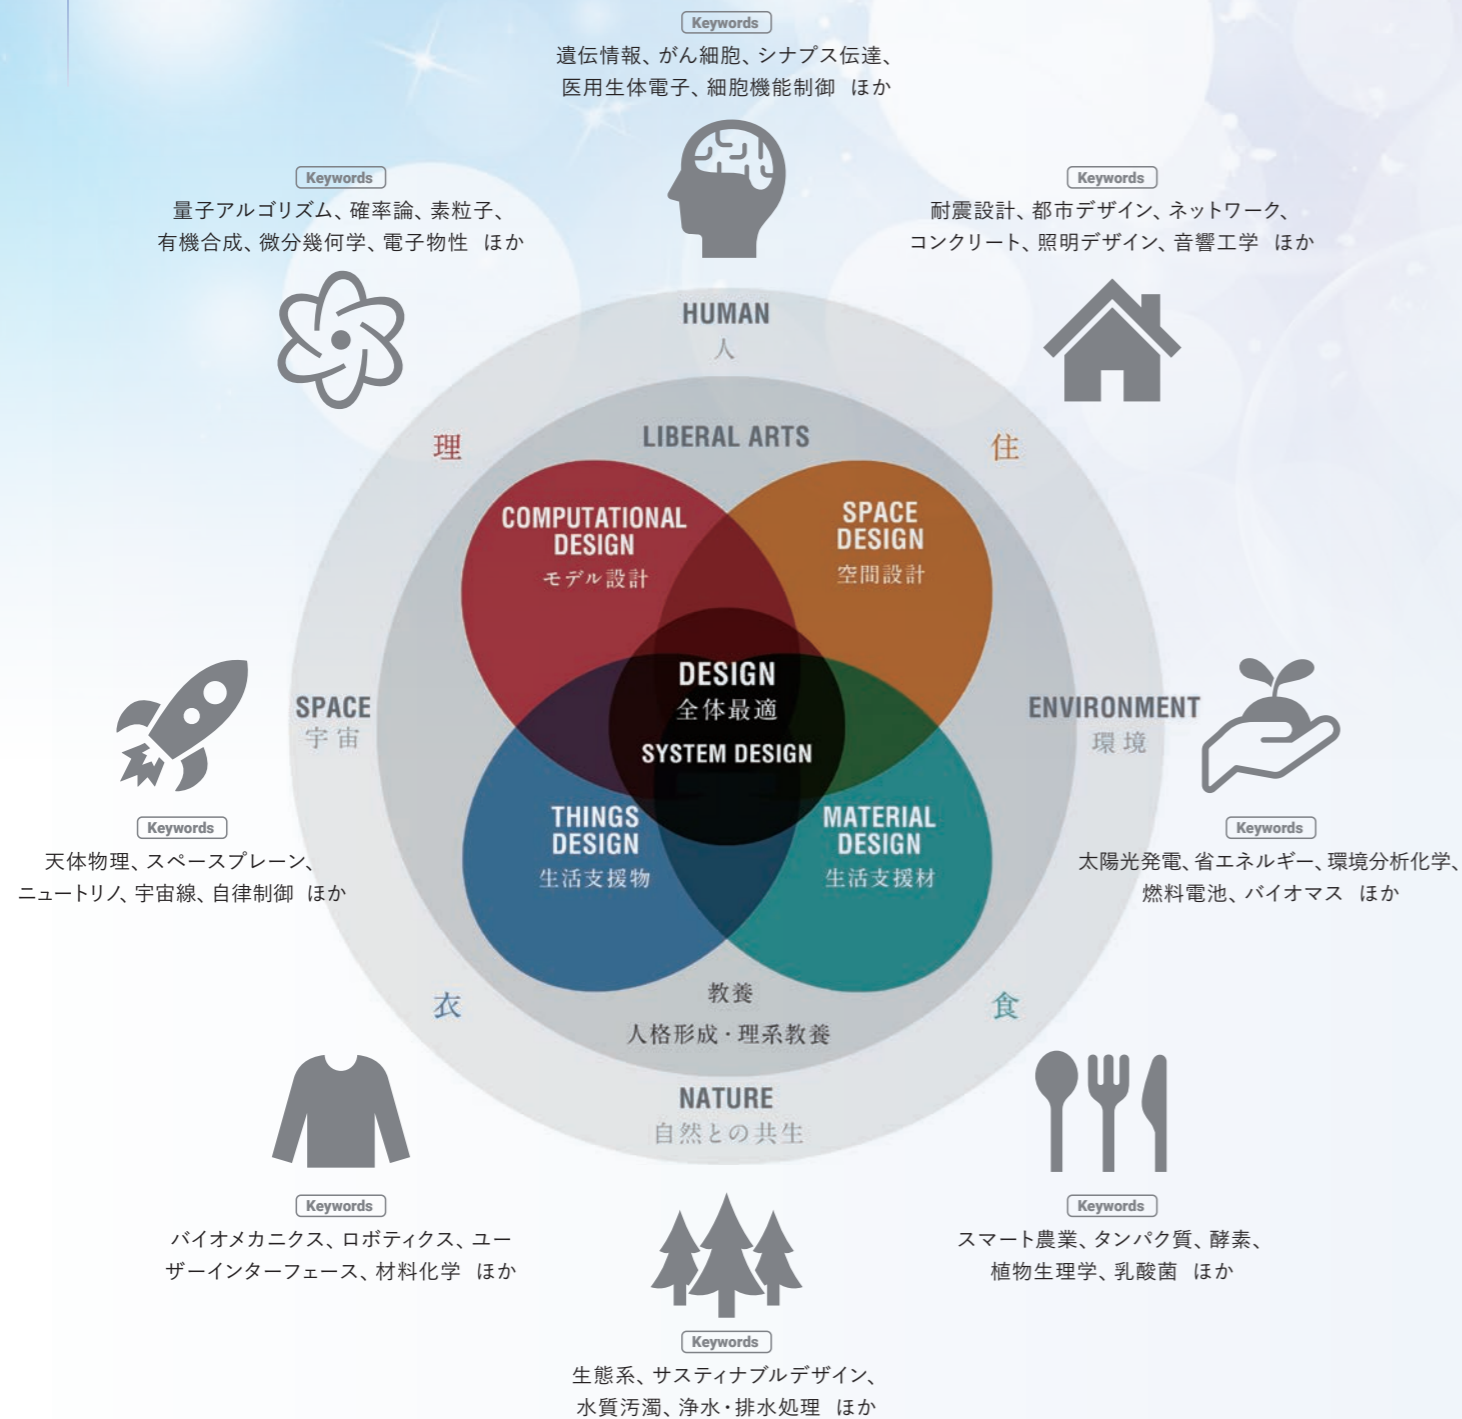 Keywords
遺伝情報、がん細胞、シナプス伝達、
医用生体電子、細胞機能制御 ほか
Keywords
量子アルゴリズム、確率論、素粒子、
有機合成、微分幾何学、電子物性 ほか
Keywords
耐震設計、都市デザイン、ネットワーク、
コンクリート、照明デザイン、音響工学 ほか
HUMAN
人
理
住
LIBERAL ARTS
COMPUTATIONAL
DESIGN
モデル設計
SPACE
DESIGN
空間設計
SPACE
宇宙
DESIGN
全体最適
SYSTEM DESIGN
ENVIRONMENT
環境
THINGS
DESIGN
生活支援物
MATERIAL
DESIGN
生活支援材
Keywords
天体物理、スペースプレーン、
ニュートリノ、宇宙線、自律制御 ほか
Keywords
太陽光発電、省エネルギー、環境分析化学、
燃料電池、バイオマス ほか
教養
人格形成・理系教養
衣
食
NATURE
自然との共生
Keywords
バイオメカニクス、ロボティクス、ユー
ザーインターフェース、材料化学 ほか
Keywords
スマート農業、タンパク質、酵素、
植物生理学、乳酸菌 ほか
Keywords
生態系、サスティナブルデザイン、
水質汚濁、浄水・排水処理 ほか